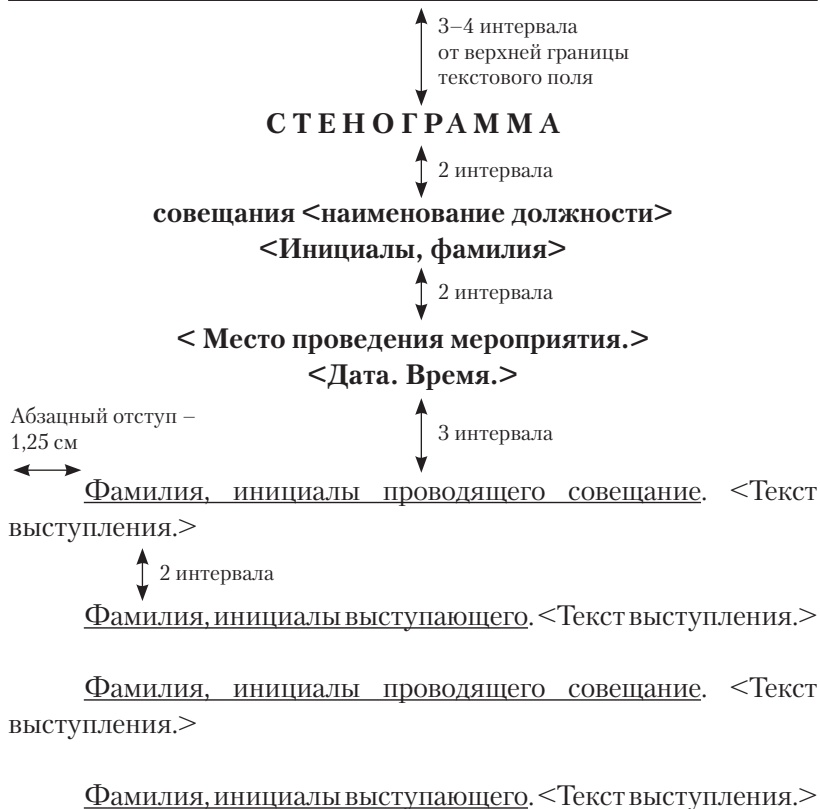 3–4 интервала
от верхней границы
текстового поля
С Т Е Н О Г Р А М М А
2 интервала
совещания <наименование должности>
<Инициалы, фамилия>
2 интервала
< Место проведения мероприятия.>
<Дата. Время.>
Абзацный отступ –
1,25 см
3 интервала
Фамилия, инициалы проводящего совещание. <Текст
выступления.>
2 интервала
Фамилия, инициалы выступающего. <Текст выступления.>
Фамилия, инициалы проводящего совещание. <Текст
выступления.>
Фамилия, инициалы выступающего. <Текст выступления.>